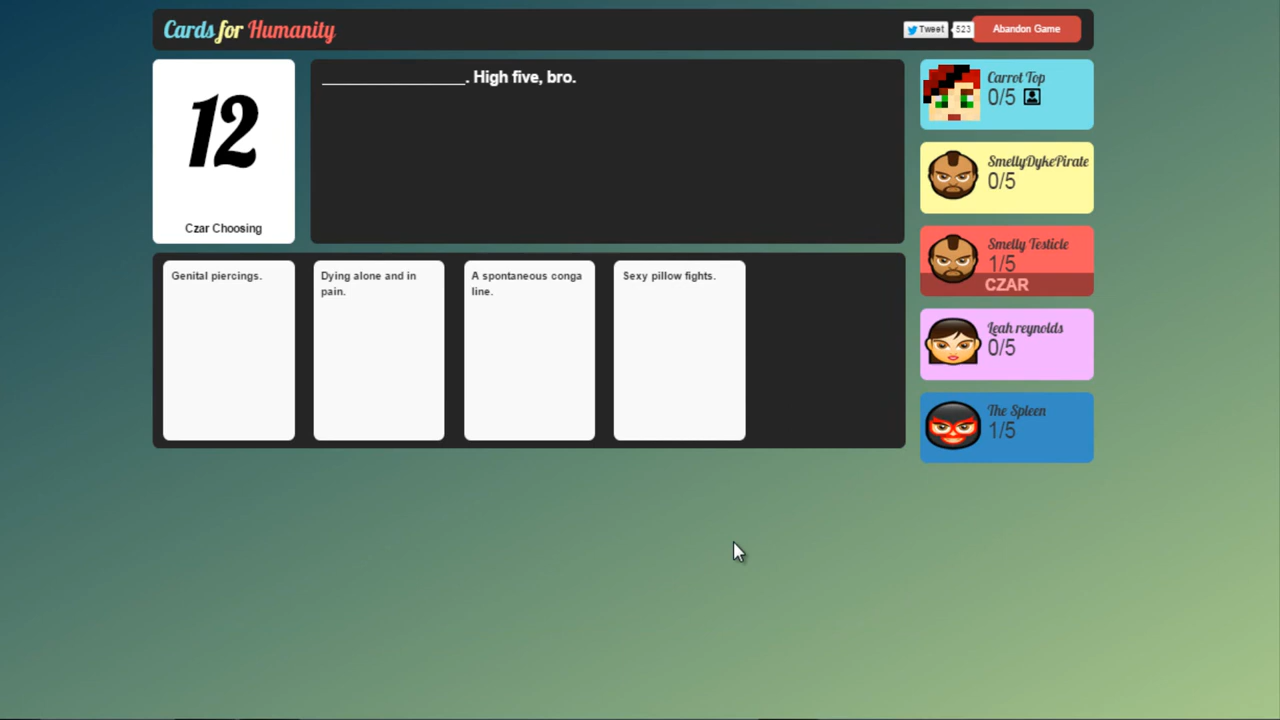 Cards for Humanity
Tweet
523
Abandon Game
12
Czar Choosing
_________________. High five, bro.
Genital piercings.
Dying alone and in
pain.
A spontaneous conga
line.
Sexy pillow fights.
Carrot Top
0/5
SmellyDykePirate
0/5
Smelly Testicle
1/5
CZAR
Leah reynolds
0/5
The Spleen
1/5